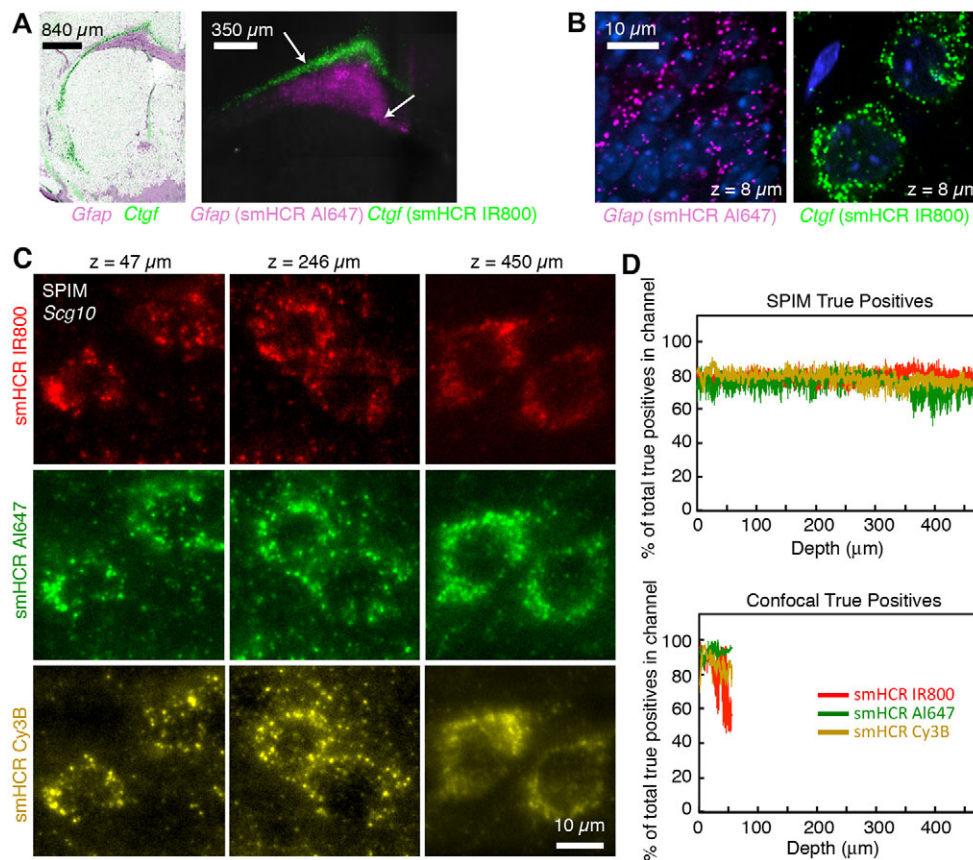 A
840 µm
350 µm
Gfap Ctgf
Gfap (smHCR Al647) Ctgf (smHCR IR800)
B
10 µm
z = 8 µm
z = 8 µm
Gfap (smHCR Al647)
Ctgf (smHCR IR800)
C
z = 47 µm
z = 246 µm
z = 450 µm
SPIM
Scg10
smHCR IR800
smHCR Al647
smHCR Cy3B
10 µm
D
SPIM True Positives
% of total true positives in channel
100
80
60
40
20
0
0 100 200 300 400
Depth (µm)
Confocal True Positives
% of total true positives in channel
100
80
60
40
20
0
smHCR IR800
smHCR Al647
smHCR Cy3B
0 100 200 300 400
Depth (µm)